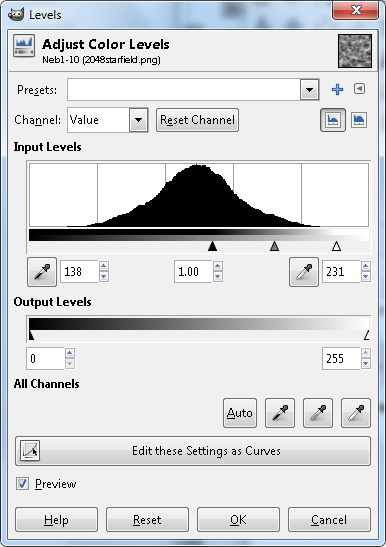 Levels
Adjust Color Levels
Neb1-10 (2048starfield.png)
Presets:
Channel: Value Reset Channel
Input Levels
138 1.00 231
Output Levels
0 255
All Channels
Auto
Edit these Settings as Curves
Preview
Help Reset OK Cancel